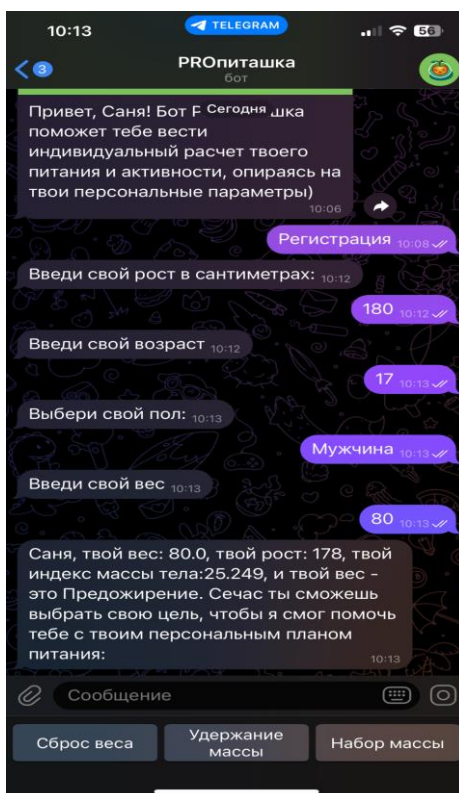 10:13
TELEGRAM
56
3
PROпиташка
бот
Сегодня
Привет, Саня! Бот P шка
поможет тебе вести
индивидуальный расчет твоего
питания и активности, опираясь на
твои персональные параметры)
10:06
Регистрация 10:08
Введи свой рост в сантиметрах: 10:12
180 10:12
Введи свой возраст 10:12
17 10:13
Выбери свой пол: 10:13
Мужчина 10:13
Введи свой вес 10:13
80 10:13
Саня, твой вес: 80.0, твой рост: 178, твой
индекс массы тела:25.249, и твой вес -
это Предожирение. Сечас ты сможешь
выбрать свою цель, чтобы я смог помочь
тебе с твоим персональным планом
питания:
10:13
Сообщение
Сброс веса
Удержание
массы
Набор массы